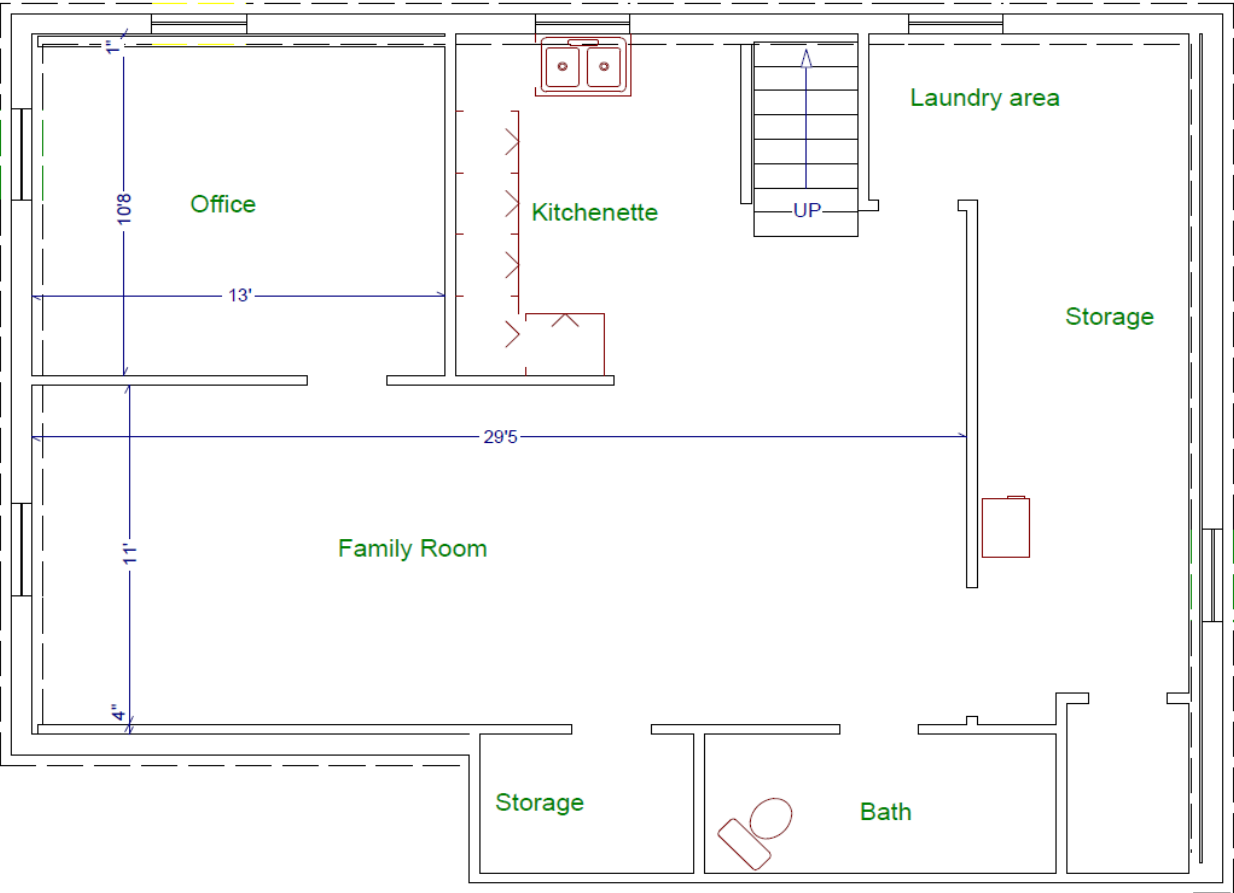 1"
Laundry area
Office
10'8
Kitchenette
UP
13'
Storage
29'5
Family Room
11'
4"
Storage
Bath